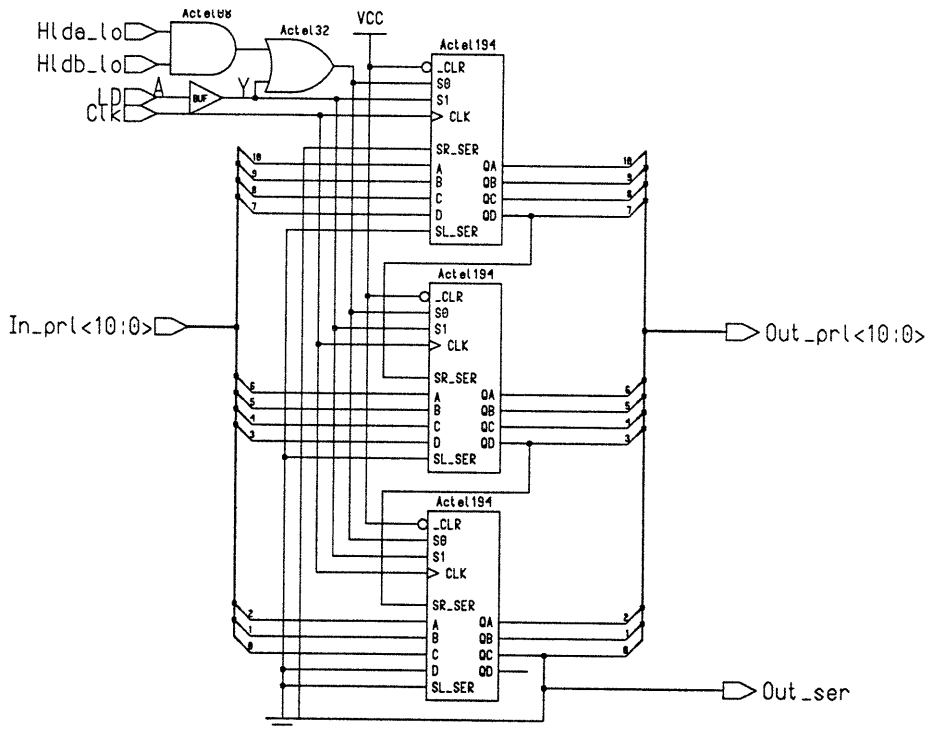 Actel08
Hlda_lo
Hldb_lo
Actel32
VCC
LD
A
BUF
Y
Clk
Actel194
_CLR
S0
S1
CLK
SR_SER
10 A QA 10
9 B QB 9
8 C QC 8
7 D QD 7
SL_SER
Actel194
_CLR
S0
S1
CLK
In_prl<10:0>
Out_prl<10:0>
SR_SER
6 A QA 6
5 B QB 5
4 C QC 4
3 D QD 3
SL_SER
Actel194
_CLR
S0
S1
CLK
SR_SER
2 A QA 2
1 B QB 1
0 C QC 0
D QD
SL_SER
Out_ser